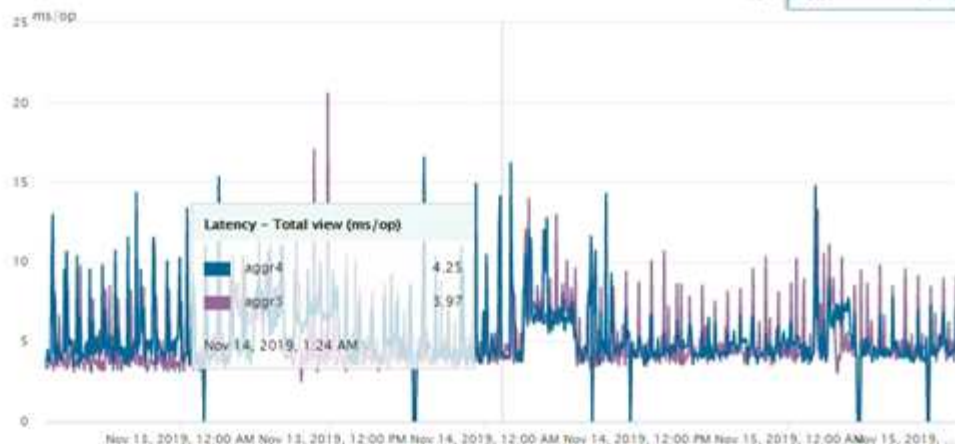 ms/op
25
20
15
10
5
0
Latency - Total view (ms/op)
aggr4 4.25
aggr3 3.97
Nov 14, 2019, 1:24 AM
Nov 13, 2019, 12:00 AM Nov 13, 2019, 12:00 PM Nov 14, 2019, 12:00 AM Nov 14, 2019, 12:00 PM Nov 15, 2019, 12:00 AM Nov 15, 2019, ...